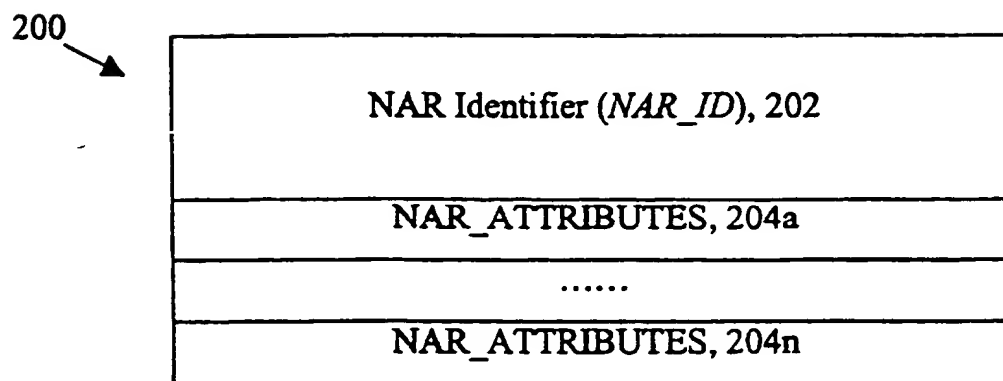 200
NAR Identifier (NAR_ID), 202
NAR_ATTRIBUTES, 204a
......
NAR_ATTRIBUTES, 204n